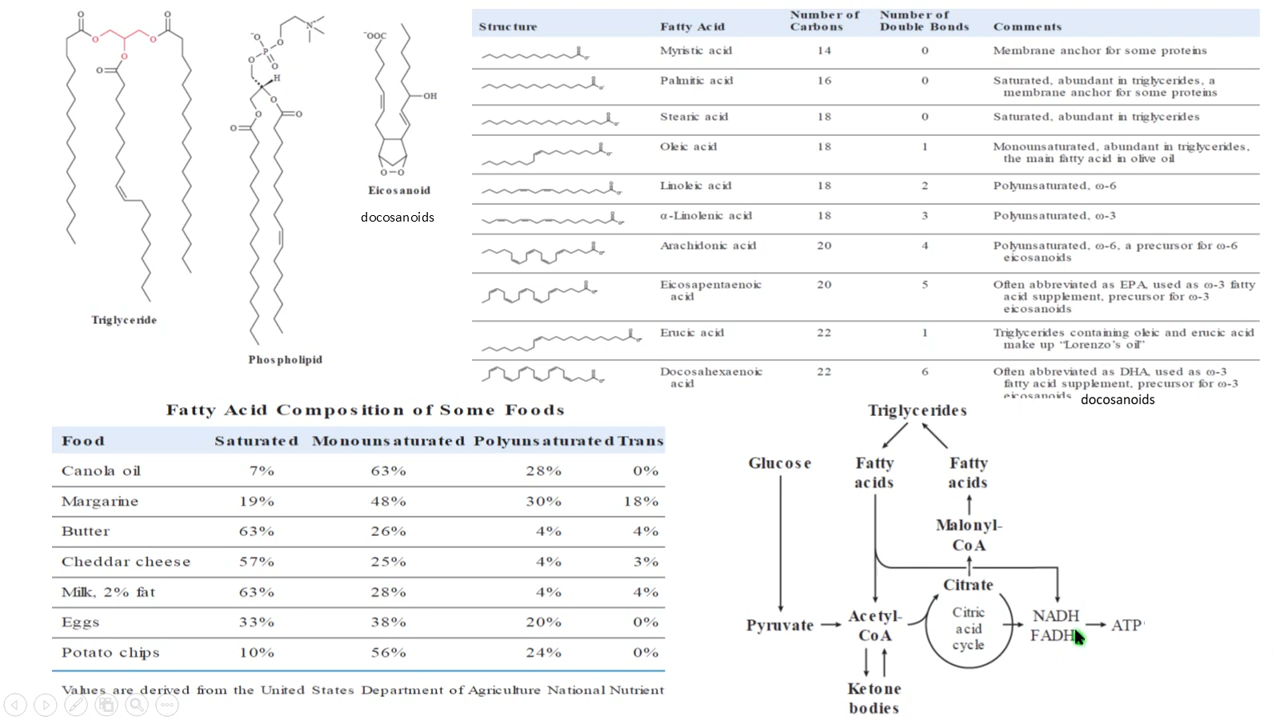 O
O
O
O
O
O
N+
-O
O
P
O
O
H
O
O
O
O
-OOC
OH
O-O
Triglyceride
Phospholipid
Eicosanoid
docosanoids
Structure Fatty Acid Number of Carbons Number of Double Bonds Comments
Myristic acid 14 0 Membrane anchor for some proteins
Palmitic acid 16 0 Saturated, abundant in triglycerides, a
membrane anchor for some proteins
Stearic acid 18 0 Saturated, abundant in triglycerides
Oleic acid 18 1 Monounsaturated, abundant in triglycerides,
the main fatty acid in olive oil
Linoleic acid 18 2 Polyunsaturated, ω-6
α-Linolenic acid 18 3 Polyunsaturated, ω-3
Arachidonic acid 20 4 Polyunsaturated, ω-6, a precursor for ω-6
eicosanoids
Eicosapentaenoic 20 5 Often abbreviated as EPA, used as ω-3 fatty
acid acid supplement, precursor for ω-3
eicosanoids
Erucic acid 22 1 Triglycerides containing oleic and erucic acid
make up "Lorenzo's oil"
Docosahexaenoic 22 6 Often abbreviated as DHA, used as ω-3
acid fatty acid supplement, precursor for ω-3
eicosanoids docosanoids
Fatty Acid Composition of Some Foods
Food Saturated Monounsaturated Polyunsaturated Trans
Canola oil 7% 63% 28% 0%
Margarine 19% 48% 30% 18%
Butter 63% 26% 4% 4%
Cheddar cheese 57% 25% 4% 3%
Milk, 2% fat 63% 28% 4% 4%
Eggs 33% 38% 20% 0%
Potato chips 10% 56% 24% 0%
Values are derived from the United States Department of Agriculture National Nutrient
Triglycerides
Glucose
Fatty
acids
Fatty
acids
Malonyl-
CoA
Citrate
Pyruvate
Acetyl-
CoA
Citric
acid
cycle
NADH
FADH
ATP
Ketone
bodies